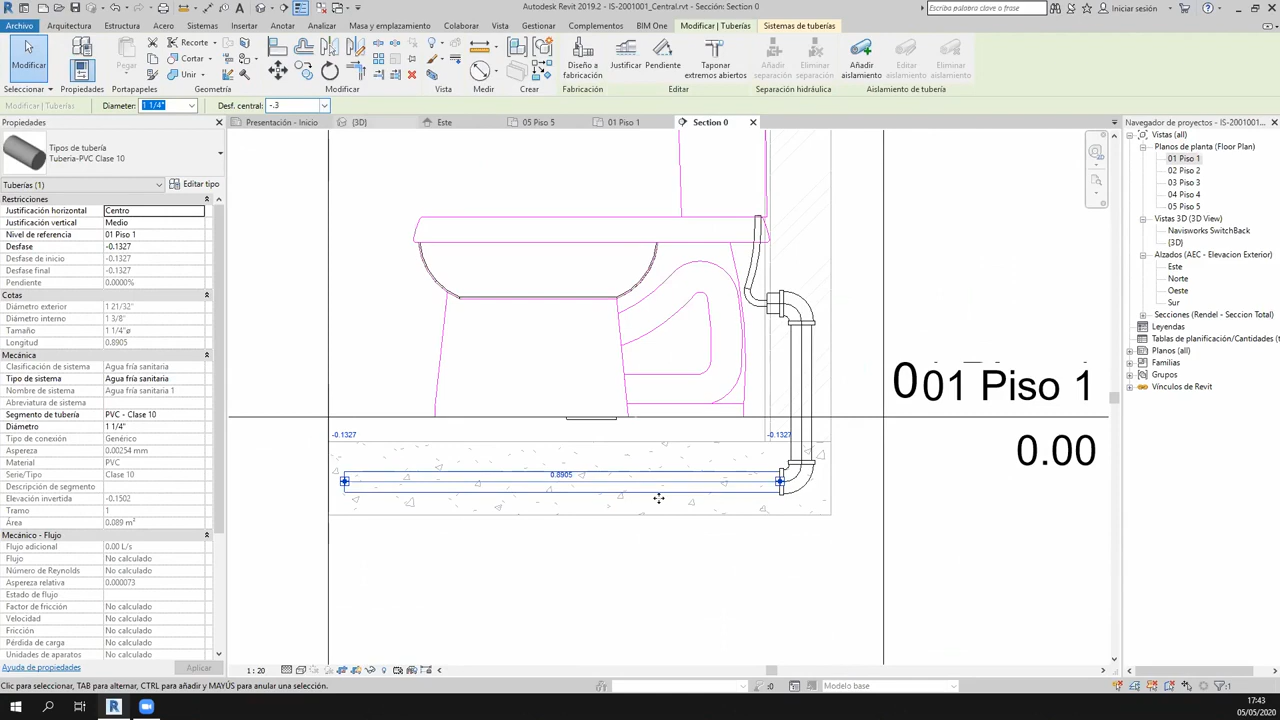 Autodesk Revit 2019.2 - IS-2001001_Central.rvt - Sección: Section 0
Escriba palabra clave o frase
Iniciar sesión
Archivo Arquitectura Estructura Acero Sistemas Insertar Anotar Analizar Masa y emplazamiento Colaborar Vista Gestionar Complementos BIM One Modificar | Tuberías Sistemas de tuberías
Modificar
Pegar
Recorte
Cortar
Unir
Diseño a fabricación
Justificar
Pendiente
Taponar extremos abiertos
Añadir separación
Eliminar separación
Añadir aislamiento
Editar aislamiento
Eliminar aislamiento
Seleccionar Propiedades Portapapeles Geometría Modificar Vista Medir Crear Fabricación Editar Separación hidráulica Aislamiento de tubería
Modificar | Tuberías Diameter: 1 1/4" Desf. central: -.3
Propiedades
Presentación - Inicio {3D} Este 05 Piso 5 01 Piso 1 Section 0
Tipos de tubería
Tuberia-PVC Clase 10
Tuberías (1) Editar tipo
Restricciones
Justificación horizontal Centro
Justificación vertical Medio
Nivel de referencia 01 Piso 1
Desfase -0.1327
Desfase de inicio -0.1327
Desfase final -0.1327
Pendiente 0.0000%
Cotas
Diámetro exterior 1 21/32"
Diámetro interno 1 3/8"
Tamaño 1 1/4"ø
Longitud 0.8905
Mecánica
Clasificación de sistema Agua fría sanitaria
Tipo de sistema Agua fría sanitaria
Nombre de sistema Agua fría sanitaria 1
Abreviatura de sistema
Segmento de tubería PVC - Clase 10
Diámetro 1 1/4"
Tipo de conexión Genérico
Aspereza 0.00254 mm
Material PVC
Serie/Tipo Clase 10
Descripción de segmento
Elevación invertida -0.1502
Tramo 1
Área 0.089 m²
Mecánico - Flujo
Flujo adicional 0.00 L/s
Flujo No calculado
Número de Reynolds No calculado
Aspereza relativa 0.000073
Estado de flujo
Factor de fricción No calculado
Velocidad No calculado
Fricción No calculado
Pérdida de carga No calculado
Unidades de aparatos No calculado
Ayuda de propiedades Aplicar
-0.1327
-0.1327
0.8905
001 Piso 1
0.00
Navegador de proyectos - IS-2001001_Cent...
Vistas (all)
Planos de planta (Floor Plan)
01 Piso 1
02 Piso 2
03 Piso 3
04 Piso 4
05 Piso 5
Vistas 3D (3D View)
Navisworks SwitchBack
{3D}
Alzados (AEC - Elevacion Exterior)
Este
Norte
Oeste
Sur
Secciones (Rendel - Seccion Total)
Leyendas
Tablas de planificación/Cantidades (t
Planos (all)
Familias
Grupos
Vínculos de Revit
1 : 20
Clic para seleccionar, TAB para alternar, CTRL para añadir y MAYÚS para anular una selección.
:0
Modelo base
:1
17:43
05/05/2020